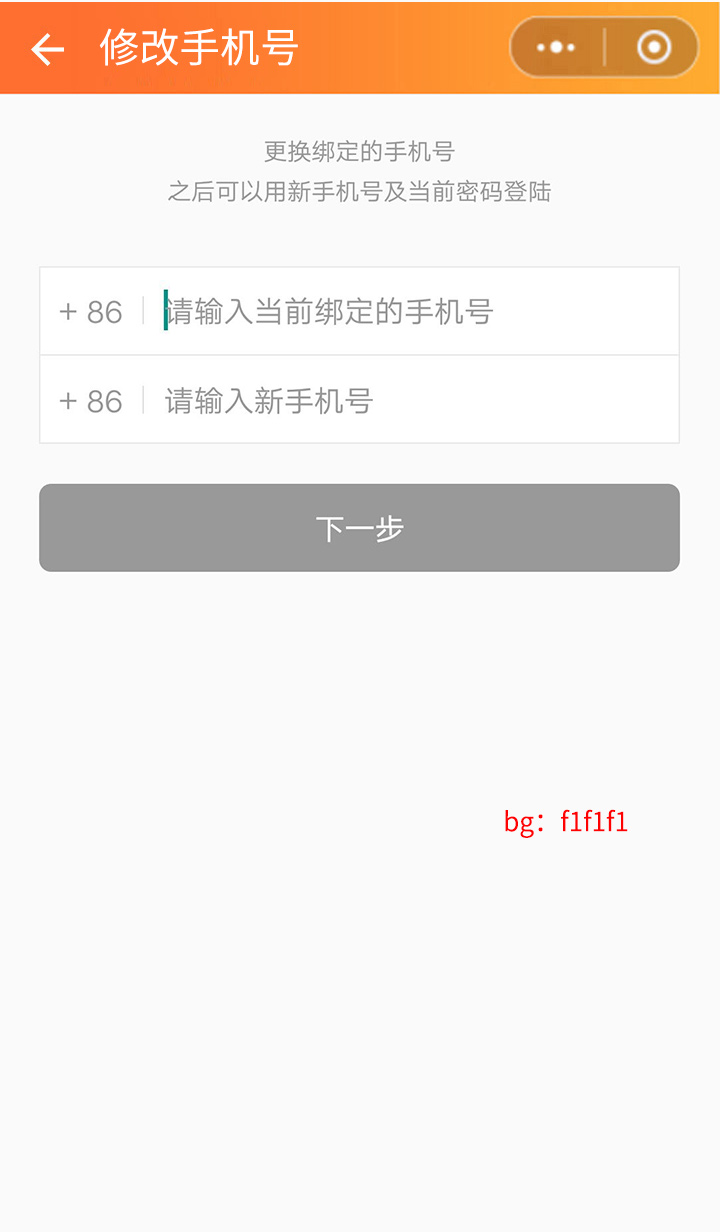 修改手机号
更换绑定的手机号
之后可以用新手机号及当前密码登陆
+ 86 请输入当前绑定的手机号
+ 86 请输入新手机号
下一步
bg：f1f1f1